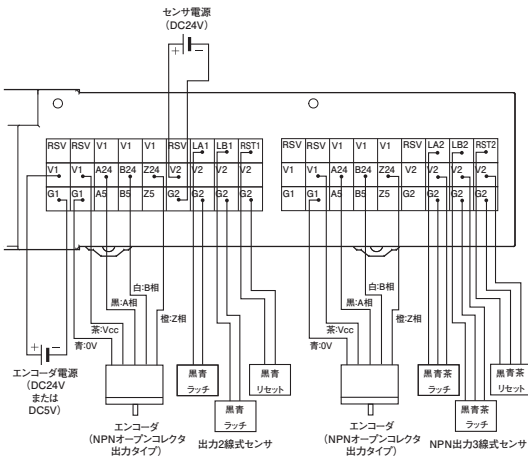 センサ電源
(DC24V)
+ −
RSV RSV V1 V1 V1 RSV LA1 LB1 RST1
V1 V1 A24 B24 Z24 V2 V2 V2 V2
G1 G1 A5 B5 Z5 G2 G2 G2 G2
RSV RSV V1 V1 V1 RSV LA2 LB2 RST2
V1 V1 A24 B24 Z24 V2 V2 V2 V2
G1 G1 A5 B5 Z5 G2 G2 G2 G2
白:B相
黒:A相
橙:Z相
茶:Vcc
青:0V
白:B相
黒:A相
橙:Z相
茶:Vcc
青:0V
+ −
エンコーダ電源
(DC24V
または
DC5V)
エンコーダ
(NPNオープンコレクタ
出力タイプ)
黒青
ラッチ
黒青
ラッチ
黒青
リセット
出力2線式センサ
エンコーダ
(NPNオープンコレクタ
出力タイプ)
黒青茶
ラッチ
黒青茶
ラッチ
黒青茶
リセット
NPN出力3線式センサ